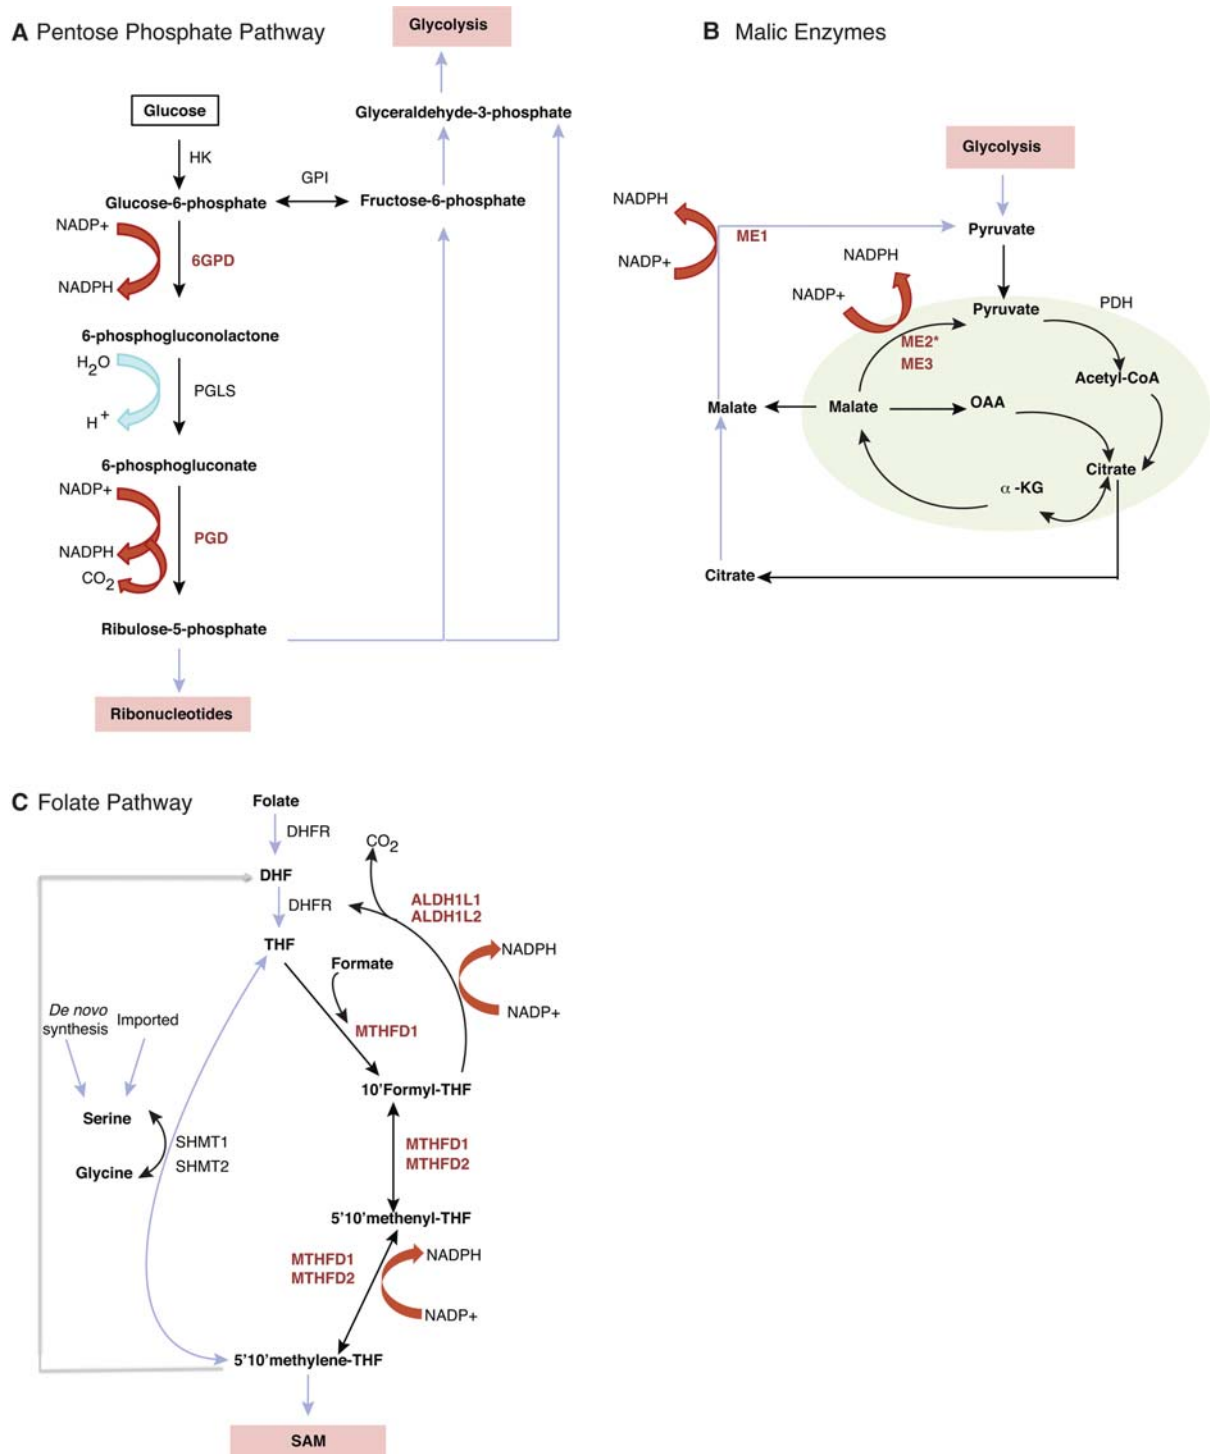 A Pentose Phosphate Pathway
Glycolysis
Glyceraldehyde-3-phosphate
Glucose
HK
GPI
Glucose-6-phosphate
Fructose-6-phosphate
NADP+
6GPD
NADPH
6-phosphogluconolactone
H2O
PGLS
H+
6-phosphogluconate
NADP+
PGD
NADPH
CO2
Ribulose-5-phosphate
Ribonucleotides
B Malic Enzymes
Glycolysis
NADPH
ME1
Pyruvate
NADP+
NADPH
NADP+
Pyruvate
PDH
ME2*
ME3
Acetyl-CoA
Malate
Malate
OAA
Citrate
α-KG
Citrate
C Folate Pathway
Folate
DHFR
CO2
DHF
DHFR
ALDH1L1
ALDH1L2
THF
NADPH
Formate
NADP+
De novo
synthesis
Imported
MTHFD1
10'Formyl-THF
Serine
SHMT1
SHMT2
Glycine
MTHFD1
MTHFD2
5'10'methenyl-THF
MTHFD1
MTHFD2
NADPH
NADP+
5'10'methylene-THF
SAM